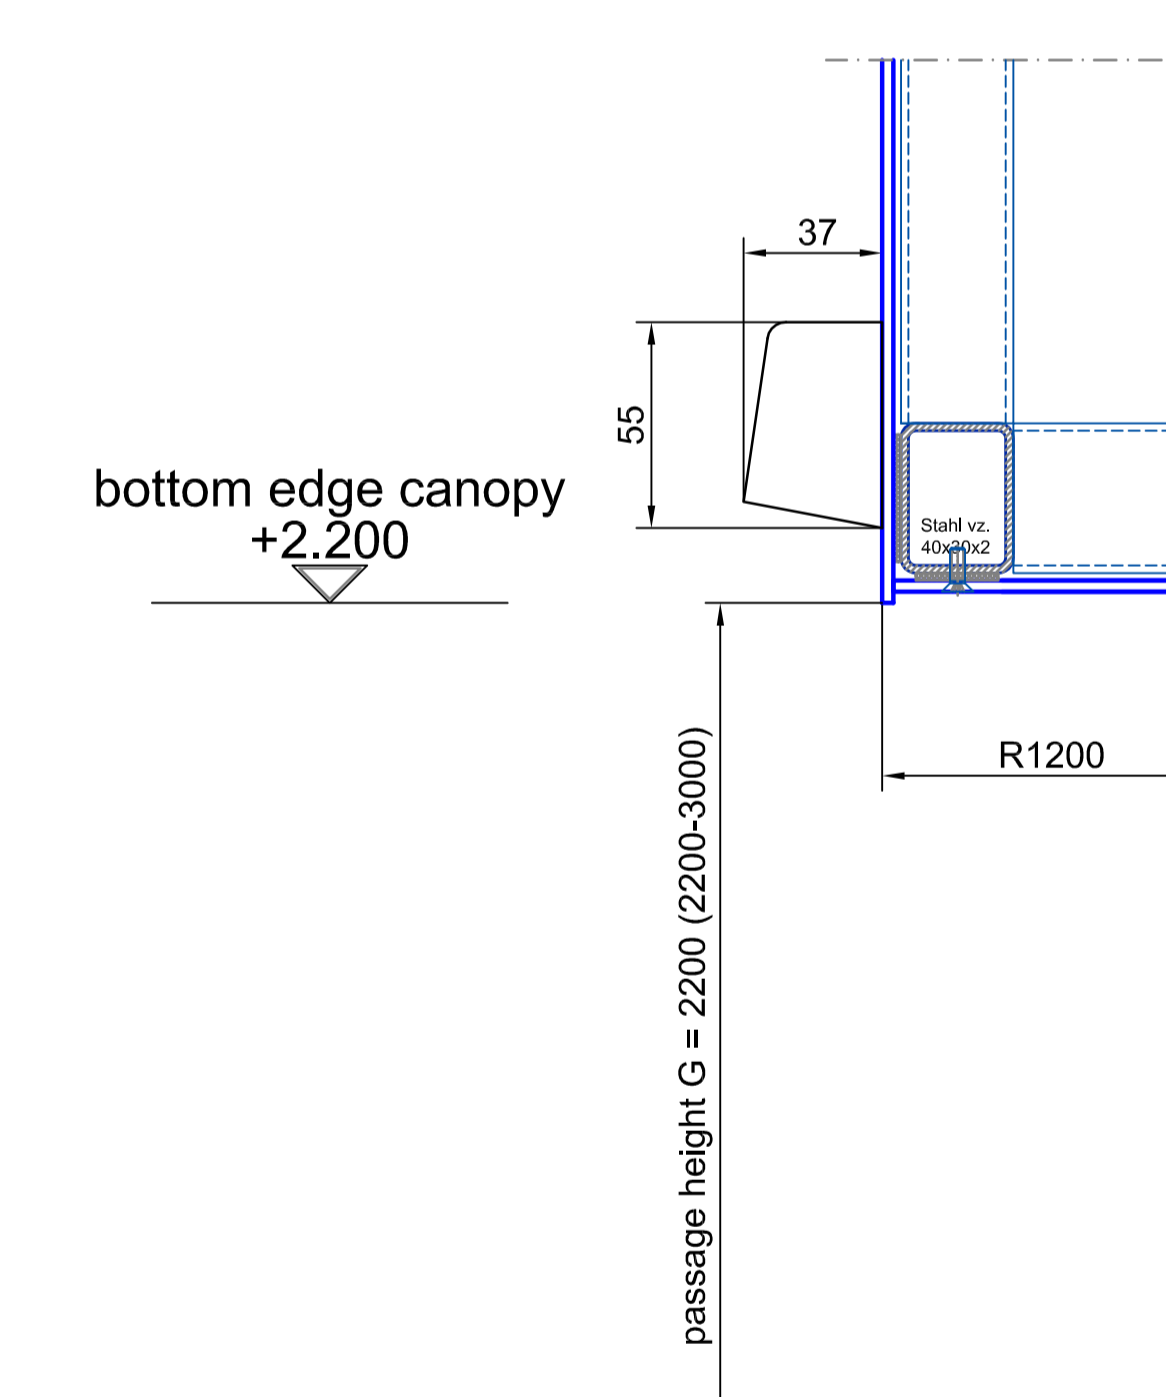 37
55
bottom edge canopy
+2.200
Stahl vz.
40x30x2
R1200
passage height G = 2200 (2200-3000)